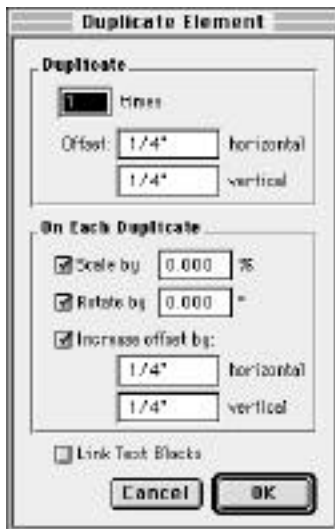 Duplicate Element
Duplicate
1 times
Offset: 1/4" horizontal
1/4" vertical
On Each Duplicate
Scale by 0.000 %
Rotate by 0.000 °
Increase offset by:
1/4" horizontal
1/4" vertical
Link Text Blocks
Cancel OK